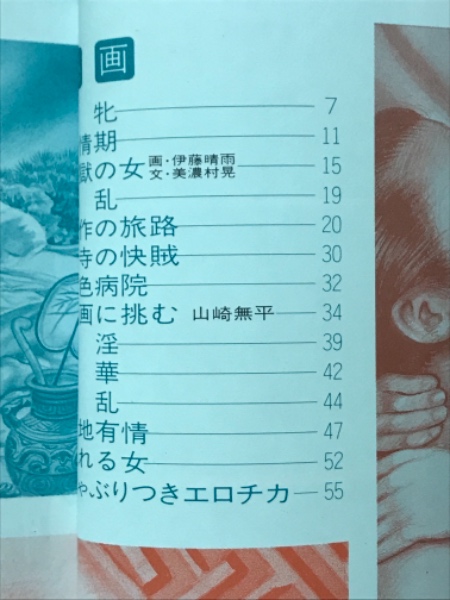 画
牝 7
情期 11
獄の女 画・伊藤晴雨 文・美濃村晃 15
乱 19
作の旅路 20
寺の快賊 30
色病院 32
画に挑む 山崎無平 34
淫 39
華 42
乱 44
地有情 47
れる女 52
やぶりつきエロチカ 55